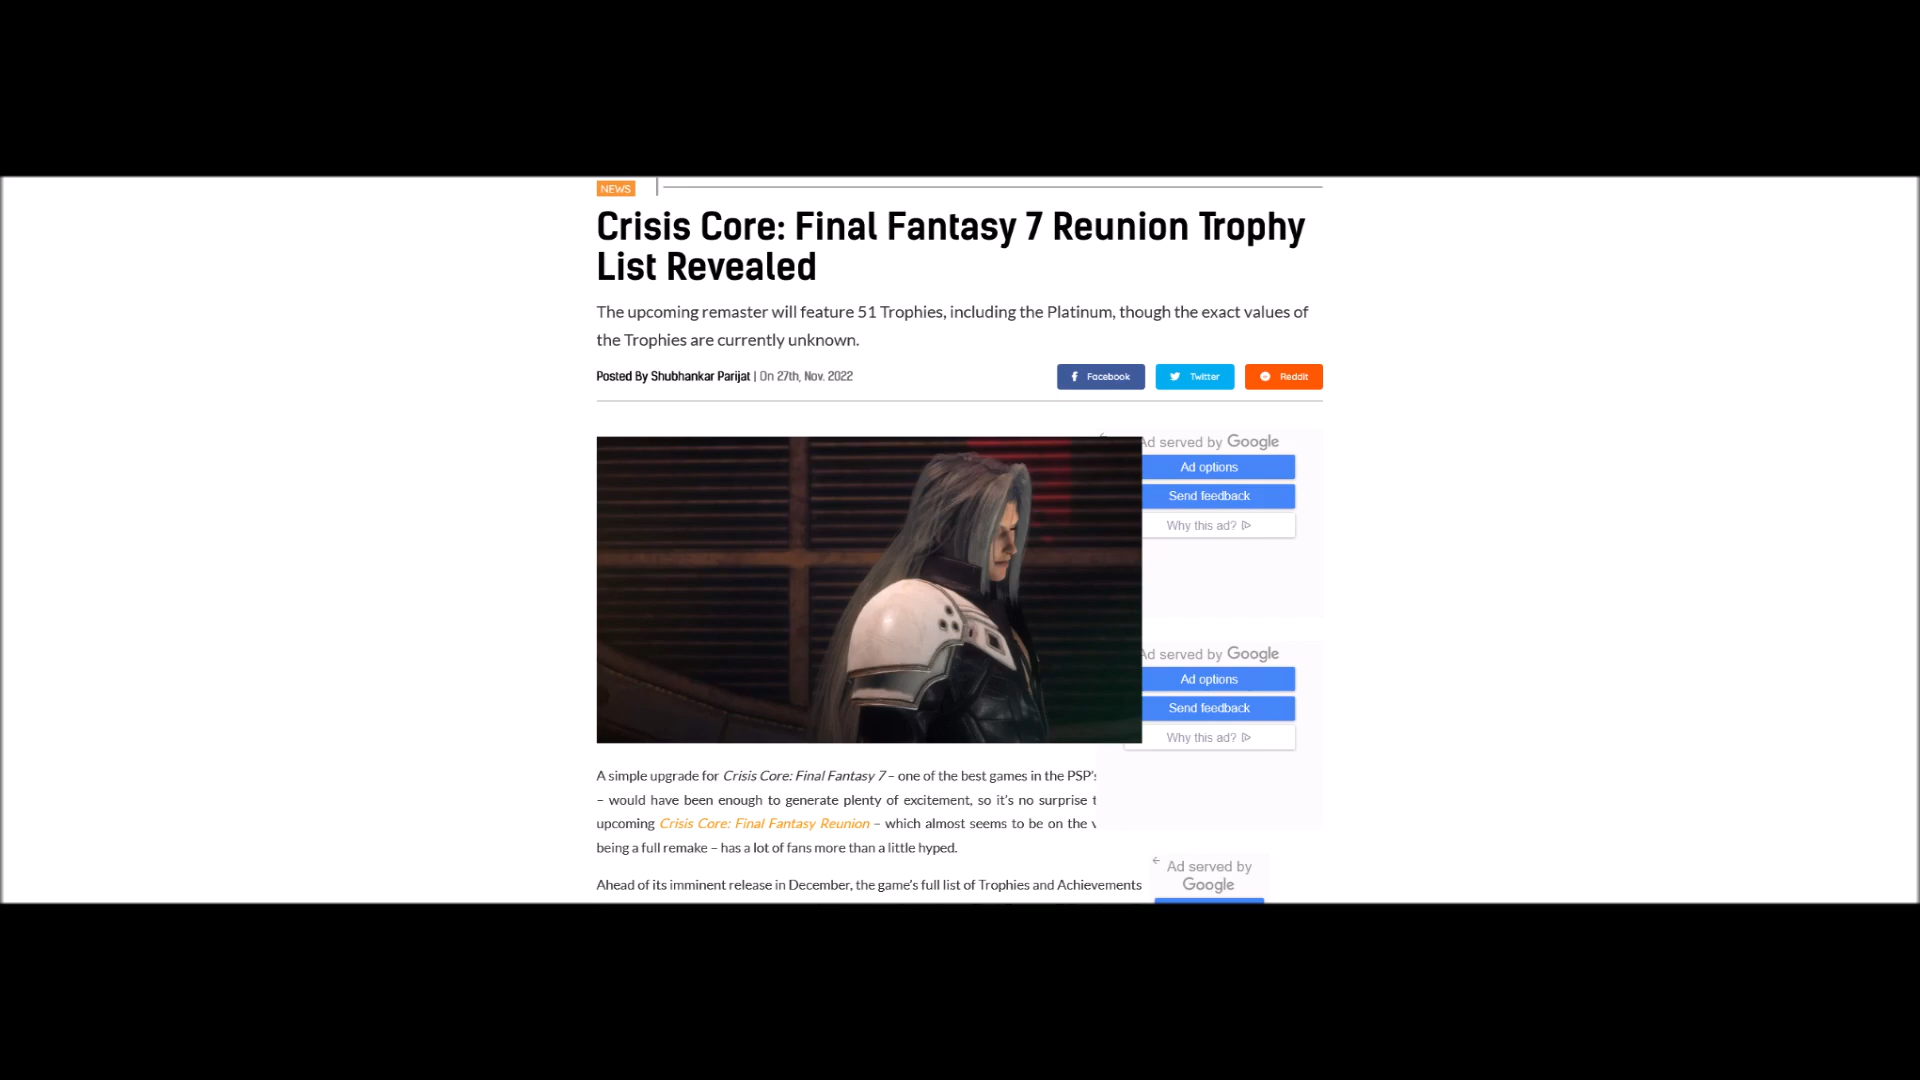 NEWS
Crisis Core: Final Fantasy 7 Reunion Trophy
List Revealed
The upcoming remaster will feature 51 Trophies, including the Platinum, though the exact values of
the Trophies are currently unknown.
Posted By Shubhankar Parijat | On 27th, Nov. 2022
Facebook
Twitter
Reddit
Ad served by Google
Ad options
Send feedback
Why this ad?
Ad served by Google
Ad options
Send feedback
Why this ad?
A simple upgrade for Crisis Core: Final Fantasy 7 – one of the best games in the PSP's
– would have been enough to generate plenty of excitement, so it's no surprise
upcoming Crisis Core: Final Fantasy Reunion – which almost seems to be on the
being a full remake – has a lot of fans more than a little hyped.
Ad served by
Google
Ahead of its imminent release in December, the game's full list of Trophies and Achievements